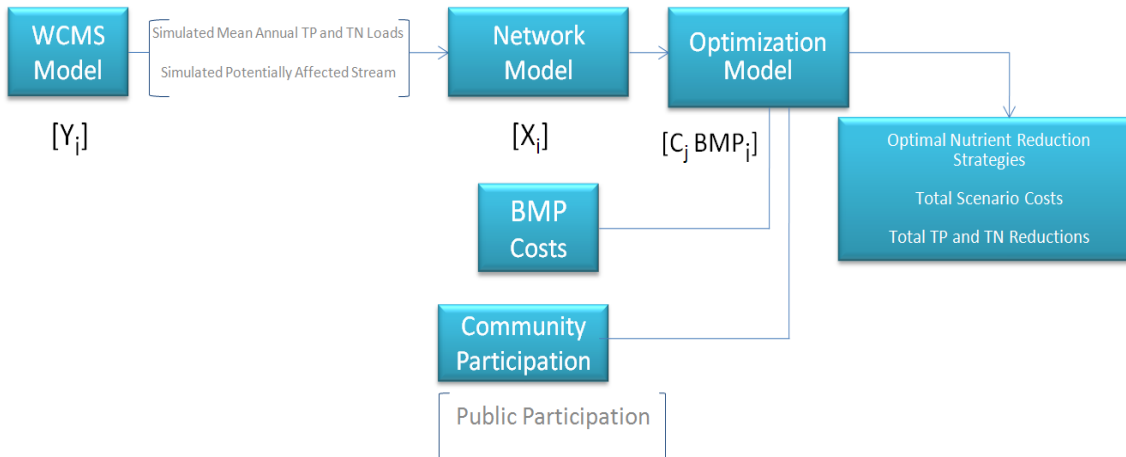 WCMS
Model
Simulated Mean Annual TP and TN Loads
Simulated Potentially Affected Stream
Network
Model
Optimization
Model
[Yi]
[Xi]
[Cj BMPi]
Optimal Nutrient Reduction
Strategies
Total Scenario Costs
Total TP and TN Reductions
BMP
Costs
Community
Participation
Public Participation